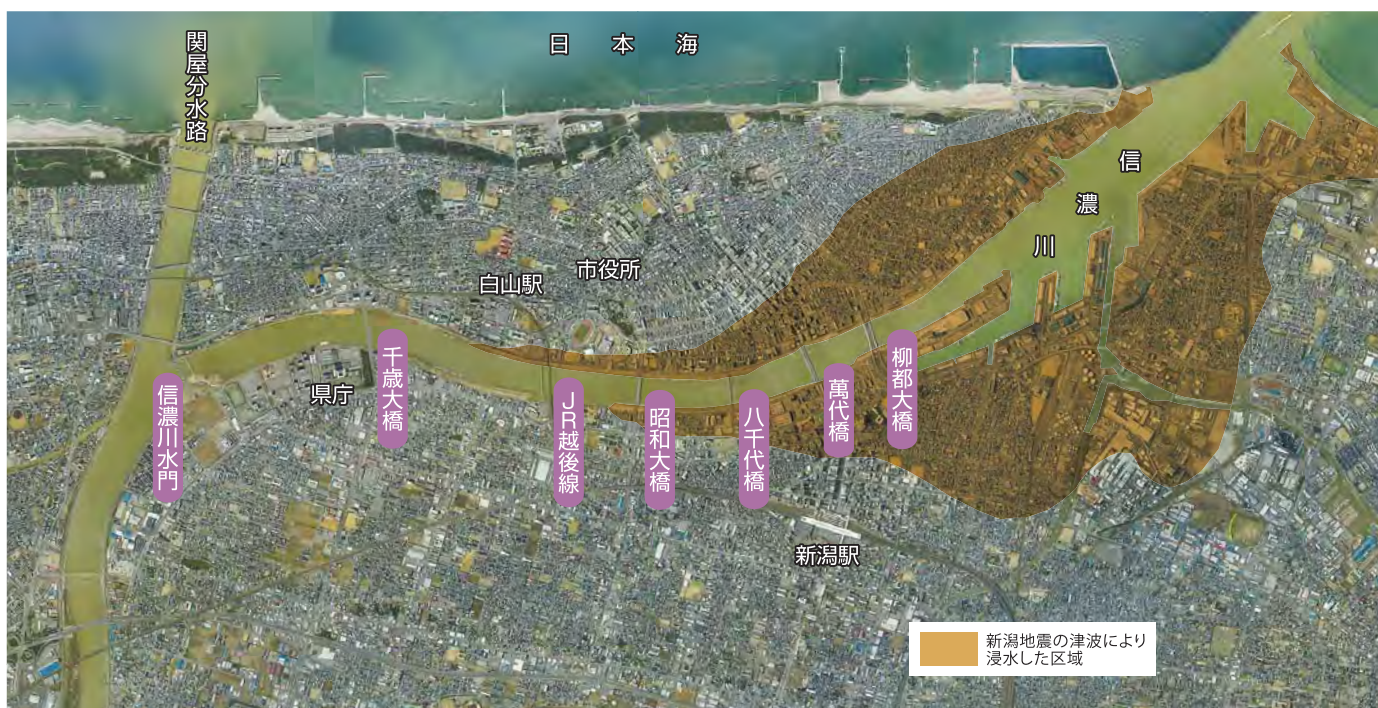 関屋分水路
日本海
信濃川
白山駅
市役所
県庁
信濃川水門
千歳大橋
JR越後線
昭和大橋
八千代橋
萬代橋
柳都大橋
新潟駅
新潟地震の津波により
浸水した区域